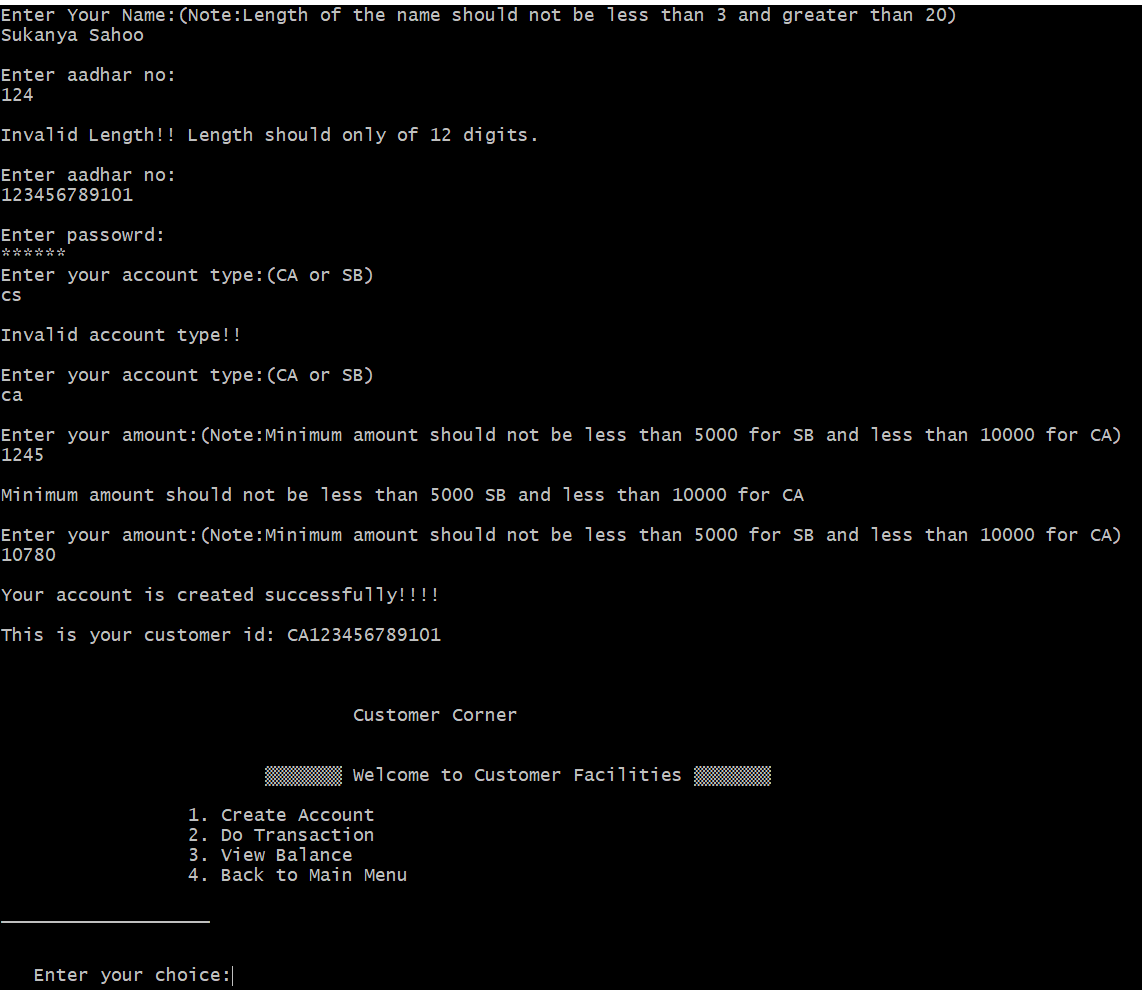 Enter Your Name:(Note:Length of the name should not be less than 3 and greater than 20)
Sukanya Sahoo
Enter aadhar no:
124
Invalid Length!! Length should only of 12 digits.
Enter aadhar no:
123456789101
Enter passowrd:
******
Enter your account type:(CA or SB)
cs
Invalid account type!!
Enter your account type:(CA or SB)
ca
Enter your amount:(Note:Minimum amount should not be less than 5000 for SB and less than 10000 for CA)
1245
Minimum amount should not be less than 5000 SB and less than 10000 for CA
Enter your amount:(Note:Minimum amount should not be less than 5000 for SB and less than 10000 for CA)
10780
Your account is created successfully!!!!
This is your customer id: CA123456789101
Customer Corner
▒▒▒▒▒▒▒ Welcome to Customer Facilities ▒▒▒▒▒▒▒
1. Create Account
2. Do Transaction
3. View Balance
4. Back to Main Menu
___________________
Enter your choice: